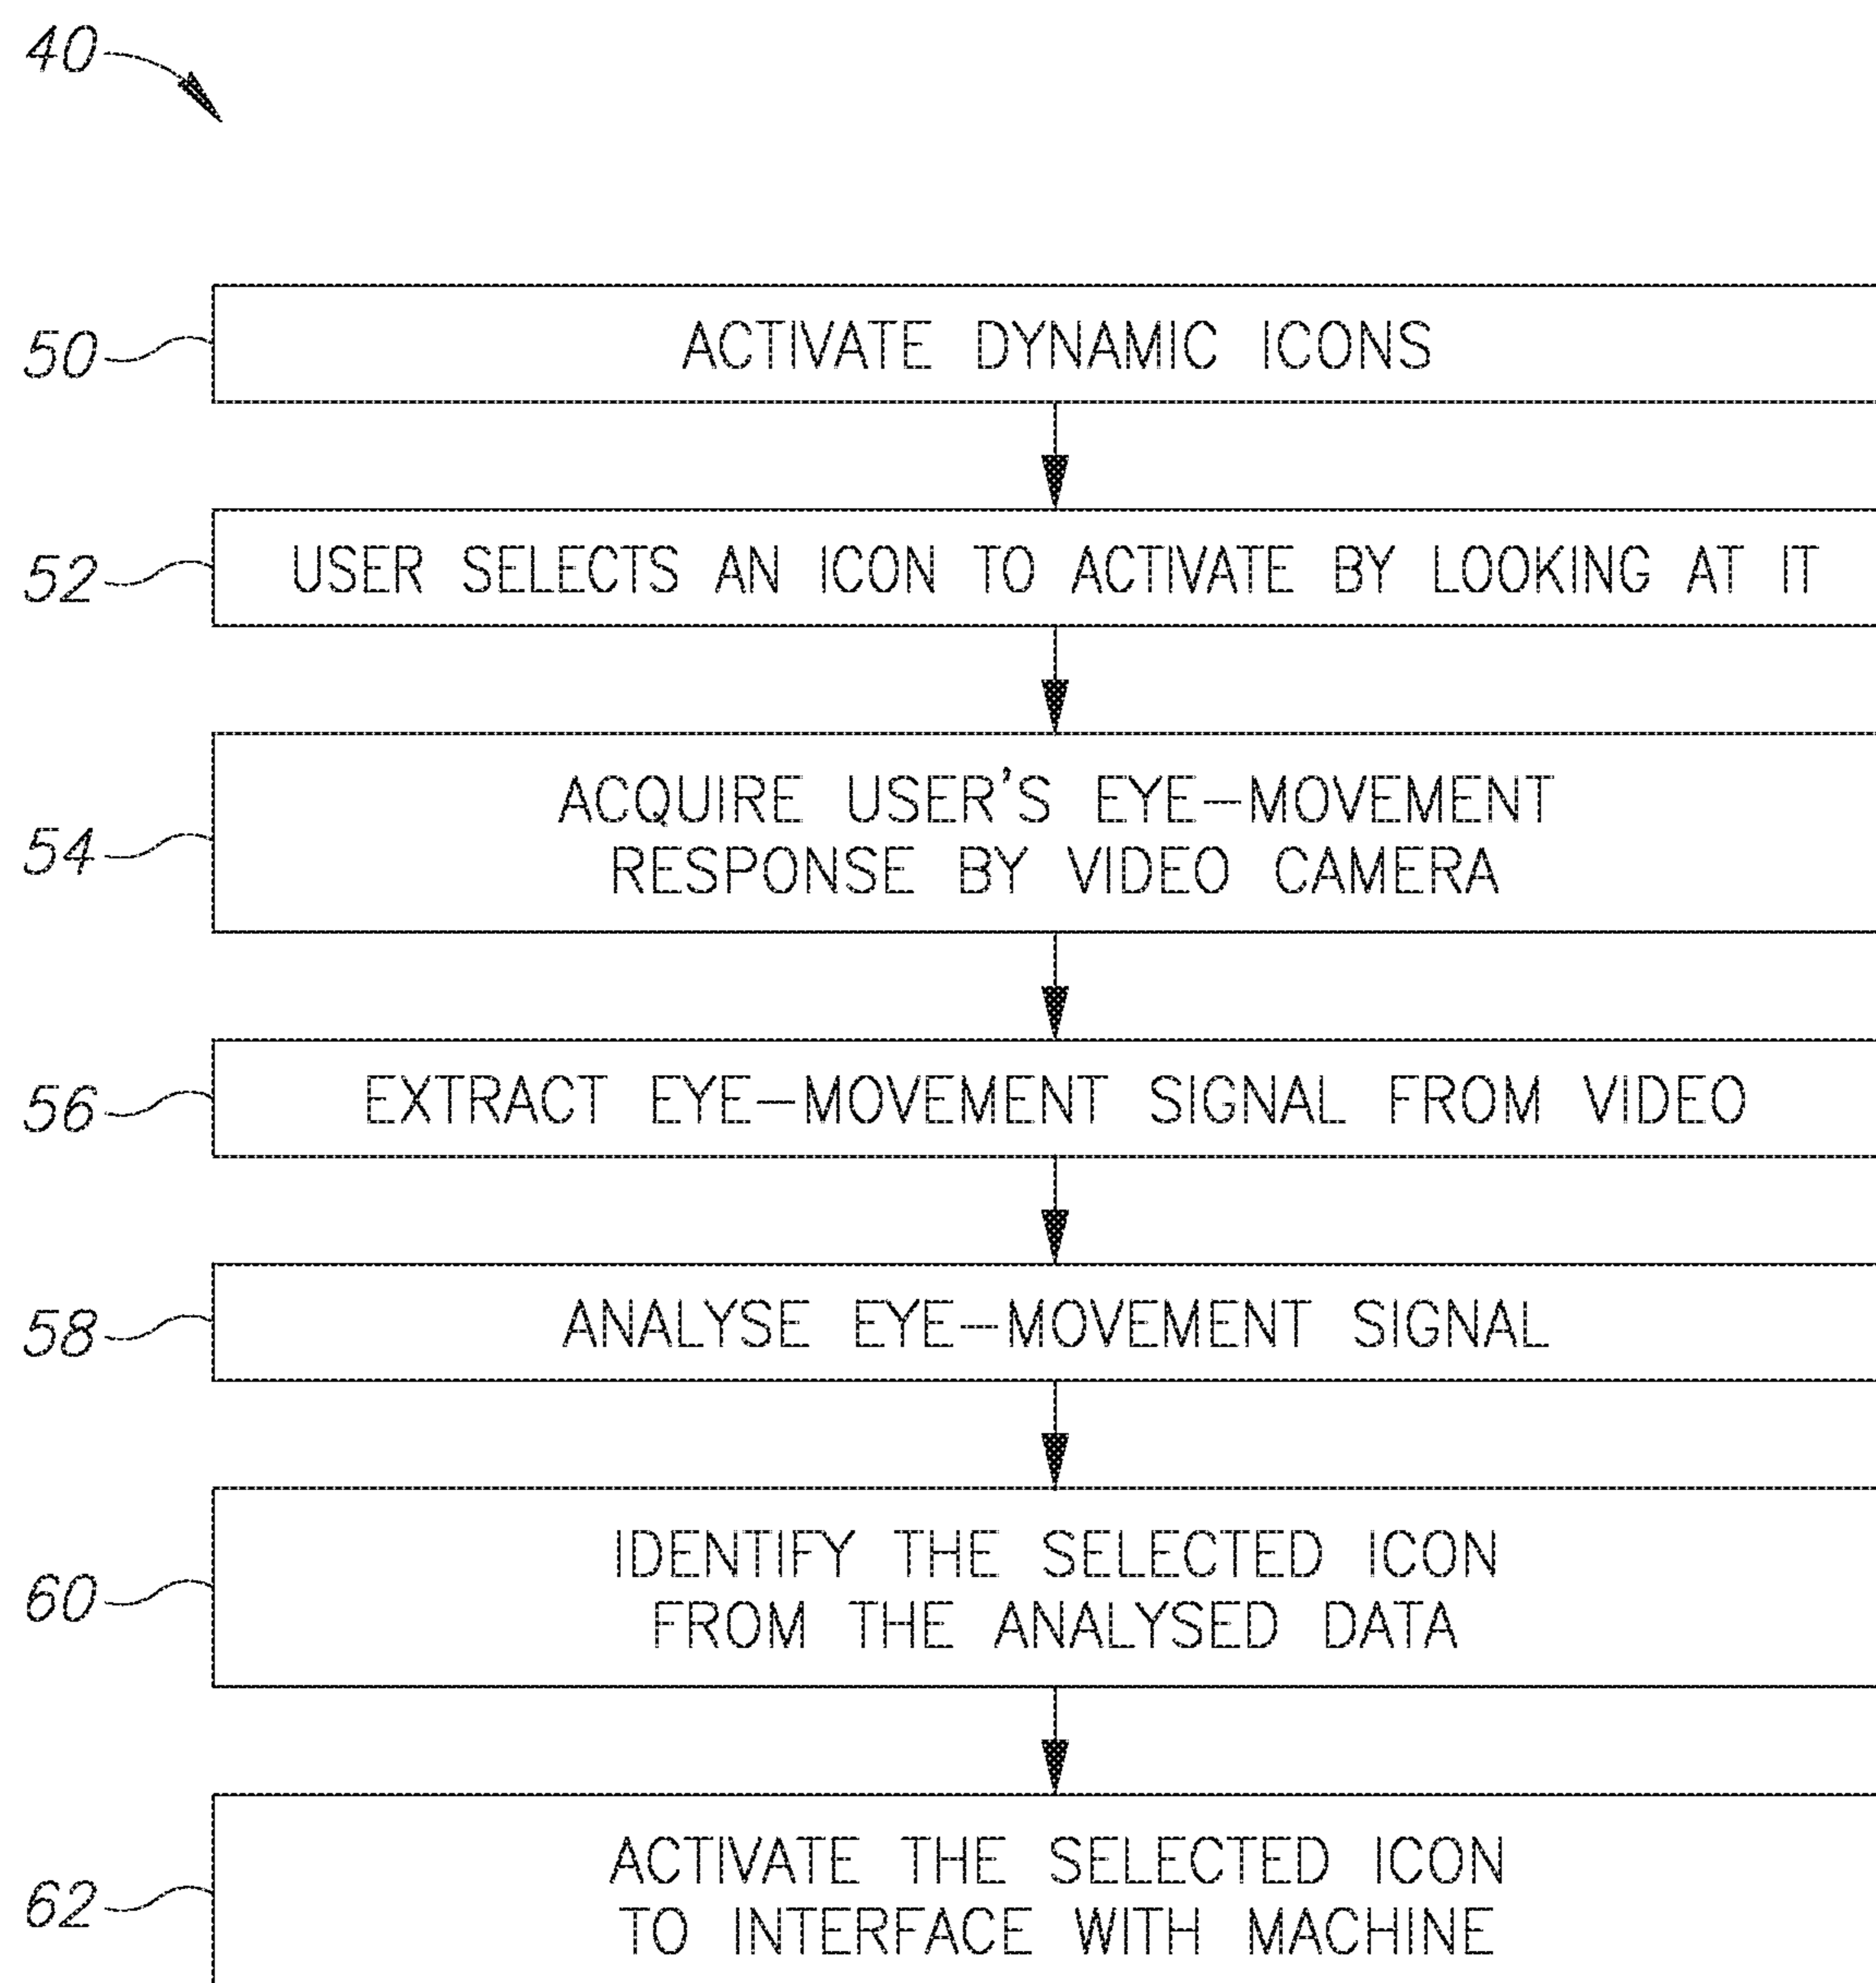 40
50
ACTIVATE DYNAMIC ICONS
52
USER SELECTS AN ICON TO ACTIVATE BY LOOKING AT IT
54
ACQUIRE USER'S EYE-MOVEMENT
RESPONSE BY VIDEO CAMERA
56
EXTRACT EYE-MOVEMENT SIGNAL FROM VIDEO
58
ANALYSE EYE-MOVEMENT SIGNAL
60
IDENTIFY THE SELECTED ICON
FROM THE ANALYSED DATA
62
ACTIVATE THE SELECTED ICON
TO INTERFACE WITH MACHINE